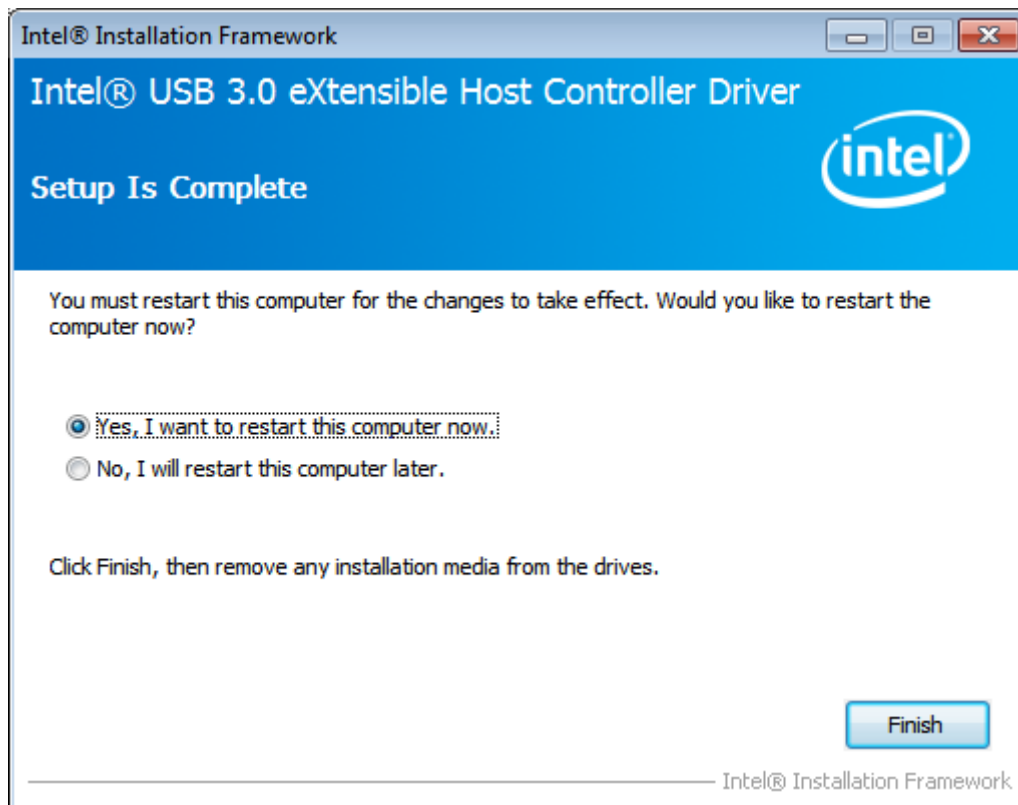 Intel® Installation Framework
Intel® USB 3.0 eXtensible Host Controller Driver
intel
Setup Is Complete
You must restart this computer for the changes to take effect. Would you like to restart the
computer now?
Yes, I want to restart this computer now.
No, I will restart this computer later.
Click Finish, then remove any installation media from the drives.
Finish
Intel® Installation Framework